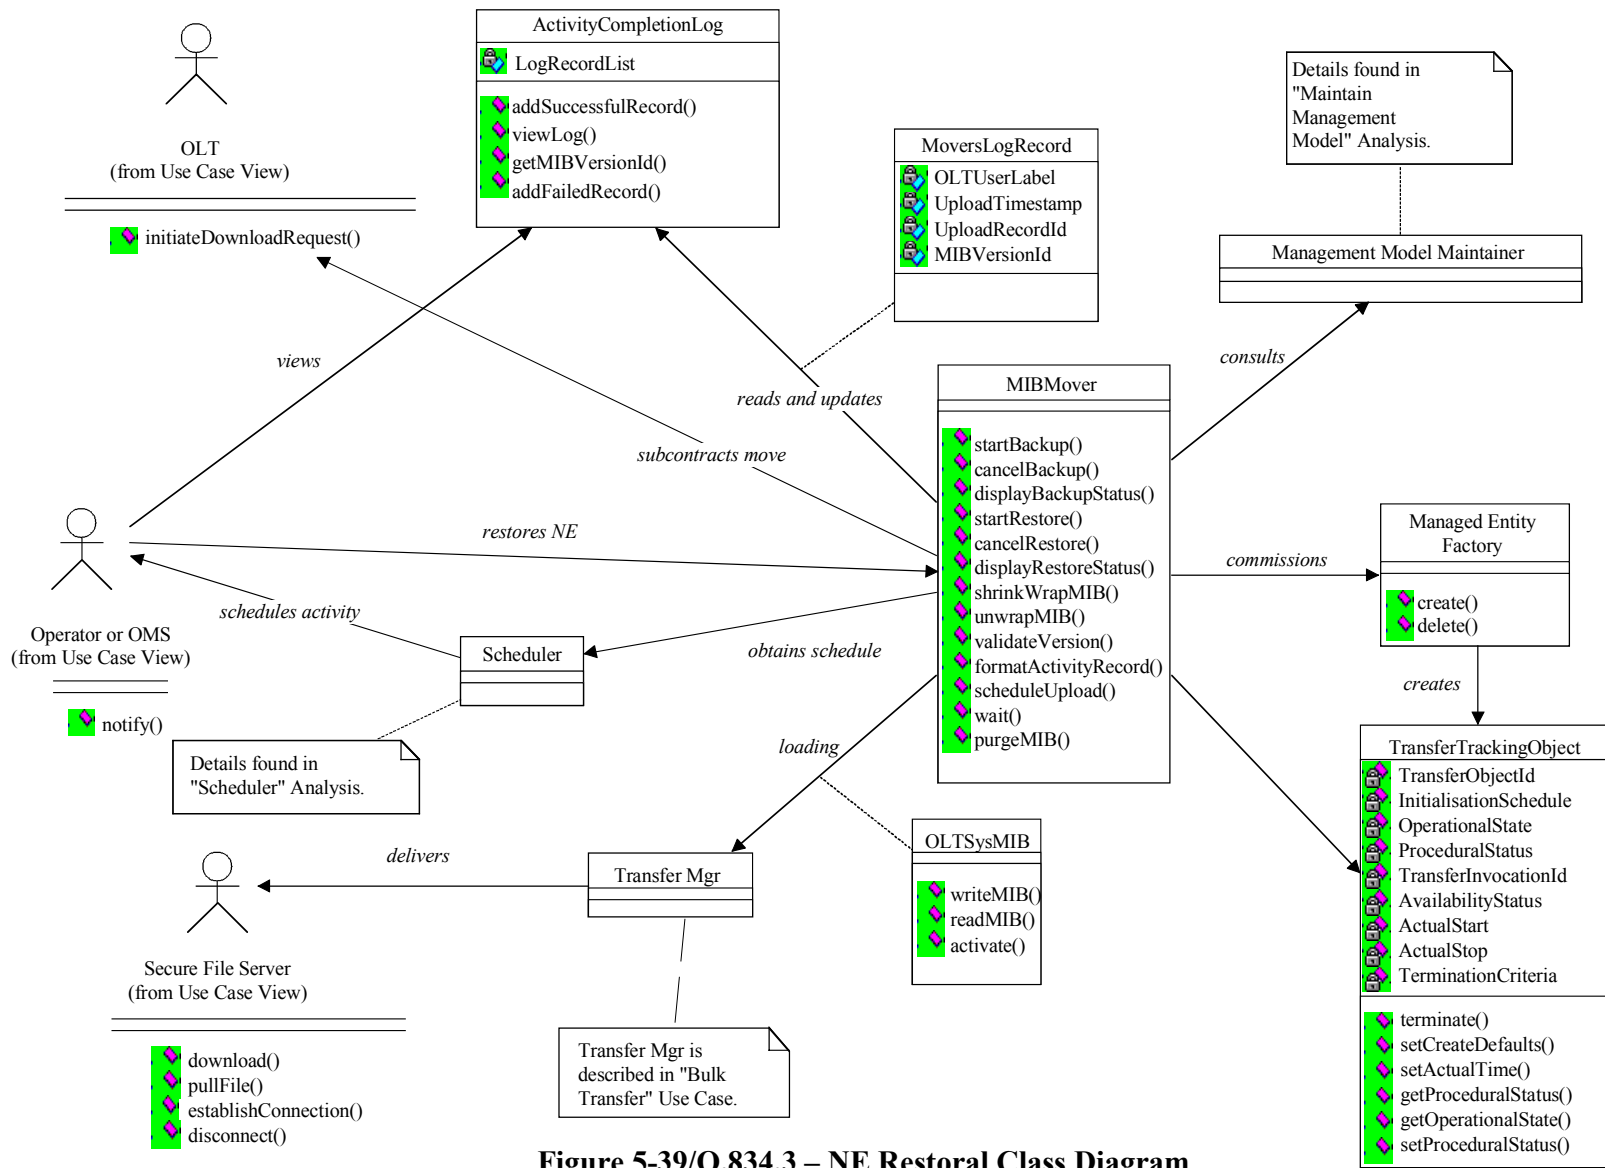 ActivityCompletionLog
LogRecordList
addSuccessfulRecord()
viewLog()
getMIBVersionId()
addFailedRecord()
OLT
(from Use Case View)
initiateDownloadRequest()
MoversLogRecord
OLTUserLabel
UploadTimestamp
UploadRecordId
MIBVersionId
Details found in
"Maintain
Management
Model" Analysis.
Management Model Maintainer
views
reads and updates
consults
subcontracts move
MIBMover
startBackup()
cancelBackup()
displayBackupStatus()
startRestore()
cancelRestore()
displayRestoreStatus()
shrinkWrapMIB()
unwrapMIB()
validateVersion()
formatActivityRecord()
scheduleUpload()
wait()
purgeMIB()
restores NE
commissions
Managed Entity
Factory
create()
delete()
schedules activity
Operator or OMS
(from Use Case View)
notify()
Scheduler
obtains schedule
creates
Details found in
"Scheduler" Analysis.
loading
TransferTrackingObject
TransferObjectId
InitialisationSchedule
OperationalState
ProceduralStatus
TransferInvocationId
AvailabilityStatus
ActualStart
ActualStop
TerminationCriteria
terminate()
setCreateDefaults()
setActualTime()
getProceduralStatus()
getOperationalState()
setProceduralStatus()
OLTSysMIB
writeMIB()
readMIB()
activate()
delivers
Transfer Mgr
Secure File Server
(from Use Case View)
download()
pullFile()
establishConnection()
disconnect()
Transfer Mgr is
described in "Bulk
Transfer" Use Case.
Figure 5-39/Q.834.3 – NE Restoral Class Diagram